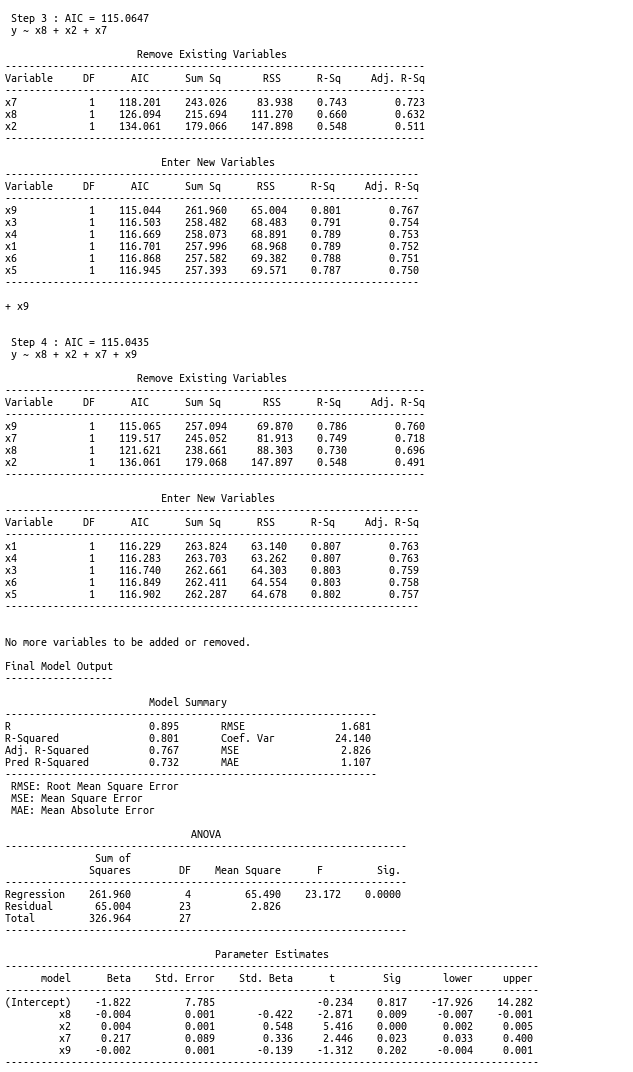 Step 3 : AIC = 115.0647
y ~ x8 + x2 + x7
Remove Existing Variables
----------------------------------------------------------------------
Variable     DF      AIC      Sum Sq       RSS      R-Sq     Adj. R-Sq
----------------------------------------------------------------------
x7            1    118.201    243.026     83.938    0.743        0.723
x8            1    126.094    215.694    111.270    0.660        0.632
x2            1    134.061    179.066    147.898    0.548        0.511
----------------------------------------------------------------------
Enter New Variables
---------------------------------------------------------------------
Variable     DF      AIC      Sum Sq      RSS      R-Sq     Adj. R-Sq
---------------------------------------------------------------------
x9            1    115.044    261.960    65.004    0.801        0.767
x3            1    116.503    258.482    68.483    0.791        0.754
x4            1    116.669    258.073    68.891    0.789        0.753
x1            1    116.701    257.996    68.968    0.789        0.752
x6            1    116.868    257.582    69.382    0.788        0.751
x5            1    116.945    257.393    69.571    0.787        0.750
---------------------------------------------------------------------
+ x9
Step 4 : AIC = 115.0435
y ~ x8 + x2 + x7 + x9
Remove Existing Variables
----------------------------------------------------------------------
Variable     DF      AIC      Sum Sq       RSS      R-Sq     Adj. R-Sq
----------------------------------------------------------------------
x9            1    115.065    257.094     69.870    0.786        0.760
x7            1    119.517    245.052     81.913    0.749        0.718
x8            1    121.621    238.661     88.303    0.730        0.696
x2            1    136.061    179.068    147.897    0.548        0.491
----------------------------------------------------------------------
Enter New Variables
---------------------------------------------------------------------
Variable     DF      AIC      Sum Sq      RSS      R-Sq     Adj. R-Sq
---------------------------------------------------------------------
x1            1    116.229    263.824    63.140    0.807        0.763
x4            1    116.283    263.703    63.262    0.807        0.763
x3            1    116.740    262.661    64.303    0.803        0.759
x6            1    116.849    262.411    64.554    0.803        0.758
x5            1    116.902    262.287    64.678    0.802        0.757
---------------------------------------------------------------------
No more variables to be added or removed.
Final Model Output
------------------
Model Summary
--------------------------------------------------------------
R                       0.895       RMSE                1.681
R-Squared               0.801       Coef. Var          24.140
Adj. R-Squared          0.767       MSE                 2.826
Pred R-Squared          0.732       MAE                 1.107
--------------------------------------------------------------
RMSE: Root Mean Square Error
MSE: Mean Square Error
MAE: Mean Absolute Error
ANOVA
-------------------------------------------------------------------
Sum of
Squares        DF    Mean Square      F         Sig.
-------------------------------------------------------------------
Regression    261.960         4         65.490    23.172    0.0000
Residual       65.004        23          2.826
Total         326.964        27
-------------------------------------------------------------------
Parameter Estimates
-----------------------------------------------------------------------------------------
model      Beta    Std. Error    Std. Beta      t        Sig       lower     upper
-----------------------------------------------------------------------------------------
(Intercept)    -1.822         7.785                 -0.234    0.817    -17.926    14.282
x8    -0.004         0.001       -0.422    -2.871    0.009     -0.007    -0.001
x2     0.004         0.001        0.548     5.416    0.000      0.002     0.005
x7     0.217         0.089        0.336     2.446    0.023      0.033     0.400
x9    -0.002         0.001       -0.139    -1.312    0.202     -0.004     0.001
-----------------------------------------------------------------------------------------